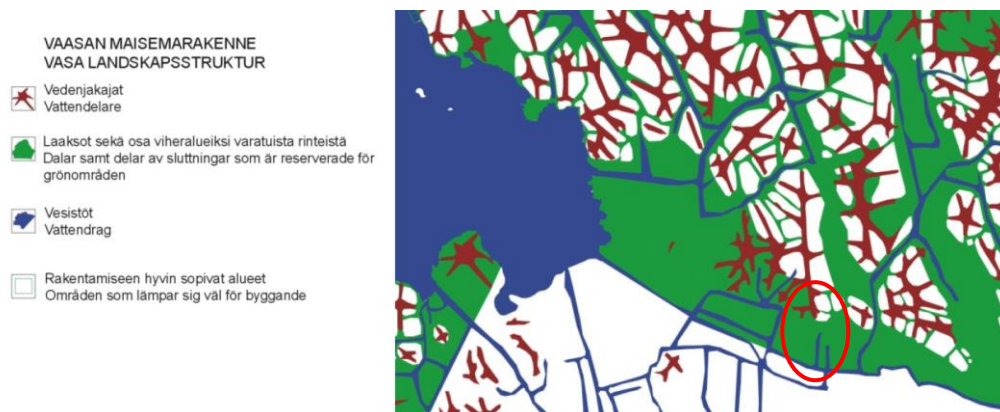 VAASAN MAISEMARAKENNE
VASA LANDSKAPSSTRUKTUR
Vedenjakajat
Vattendelare
Laaksot sekä osa viheralueiksi varatuista rinteistä
Dalar samt delar av sluttningar som är reserverade för
grönområden
Vesistöt
Vattendrag
Rakentamiseen hyvin sopivat alueet
Områden som lämpar sig väl för byggande